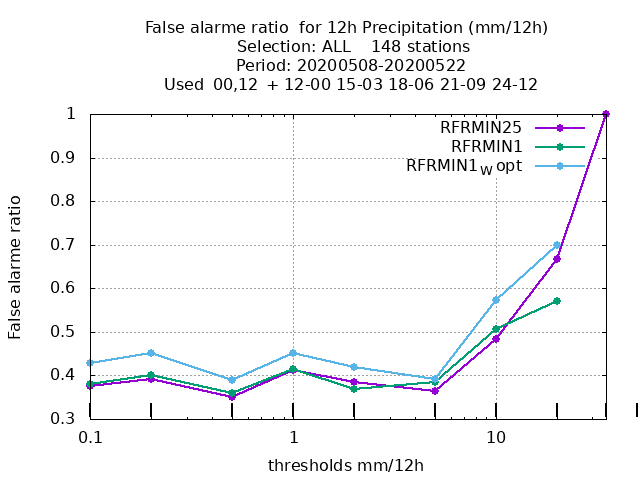 False alarme ratio  for 12h Precipitation (mm/12h)
Selection: ALL    148 stations
Period: 20200508-20200522
Used  00,12  + 12-00 15-03 18-06 21-09 24-12
RFRMIN25
RFRMIN1
RFRMIN1w opt
1
0.9
0.8
0.7
0.6
0.5
0.4
0.3
False alarme ratio
0.1
1
10
thresholds mm/12h